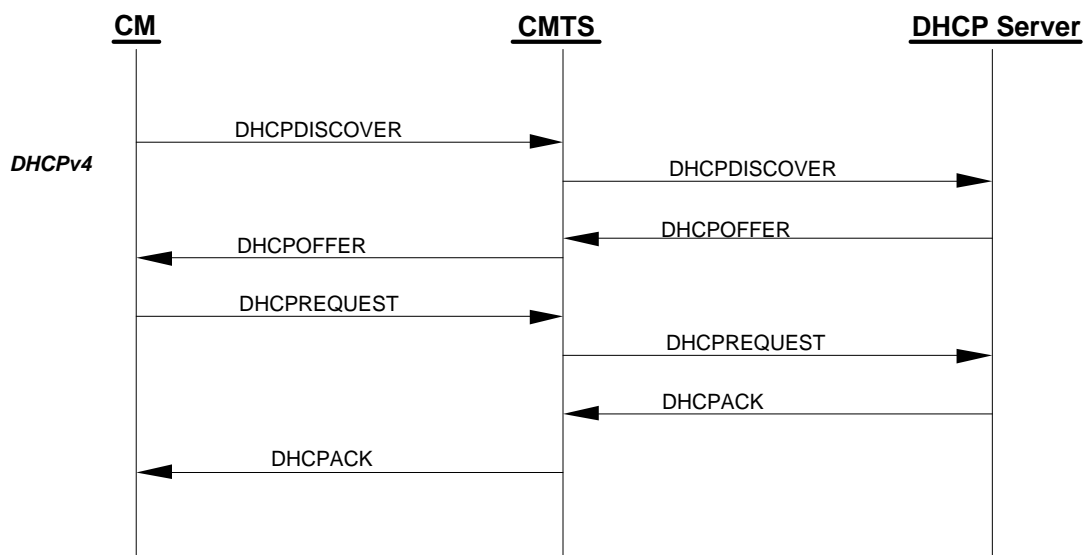 CM
CMTS
DHCP Server
DHCPDISCOVER
DHCPv4
DHCPDISCOVER
DHCPOFFER
DHCPOFFER
DHCPREQUEST
DHCPREQUEST
DHCPACK
DHCPACK